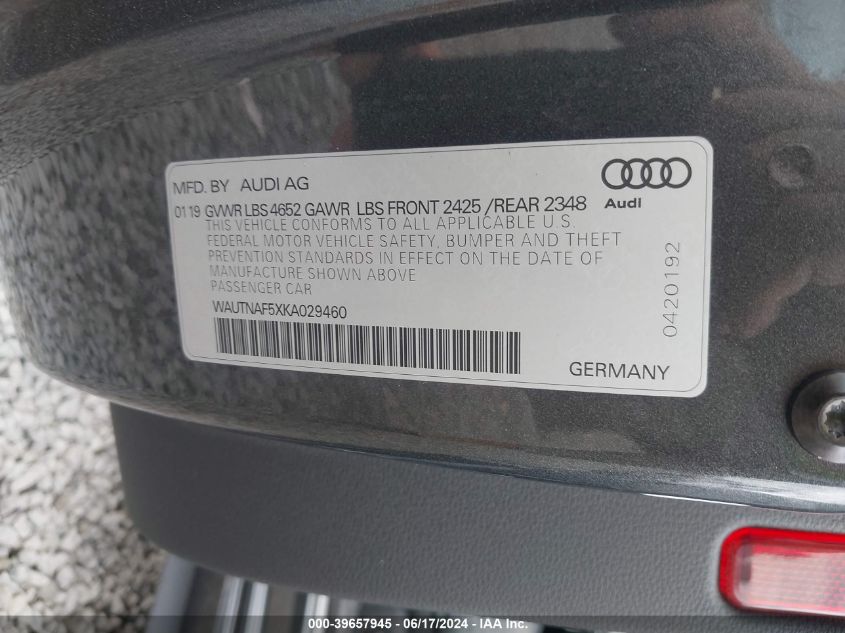 MFD. BY AUDI AG
Audi
01 19 GVWR LBS 4652 GAWR LBS FRONT 2425 /REAR 2348
THIS VEHICLE CONFORMS TO ALL APPLICABLE U.S.
FEDERAL MOTOR VEHICLE SAFETY, BUMPER AND THEFT
PREVENTION STANDARDS IN EFFECT ON THE DATE OF
MANUFACTURE SHOWN ABOVE
PASSENGER CAR
WAUTNAF5XKA029460
0420192
GERMANY
000-39657945 - 06/17/2024 - IAA Inc.